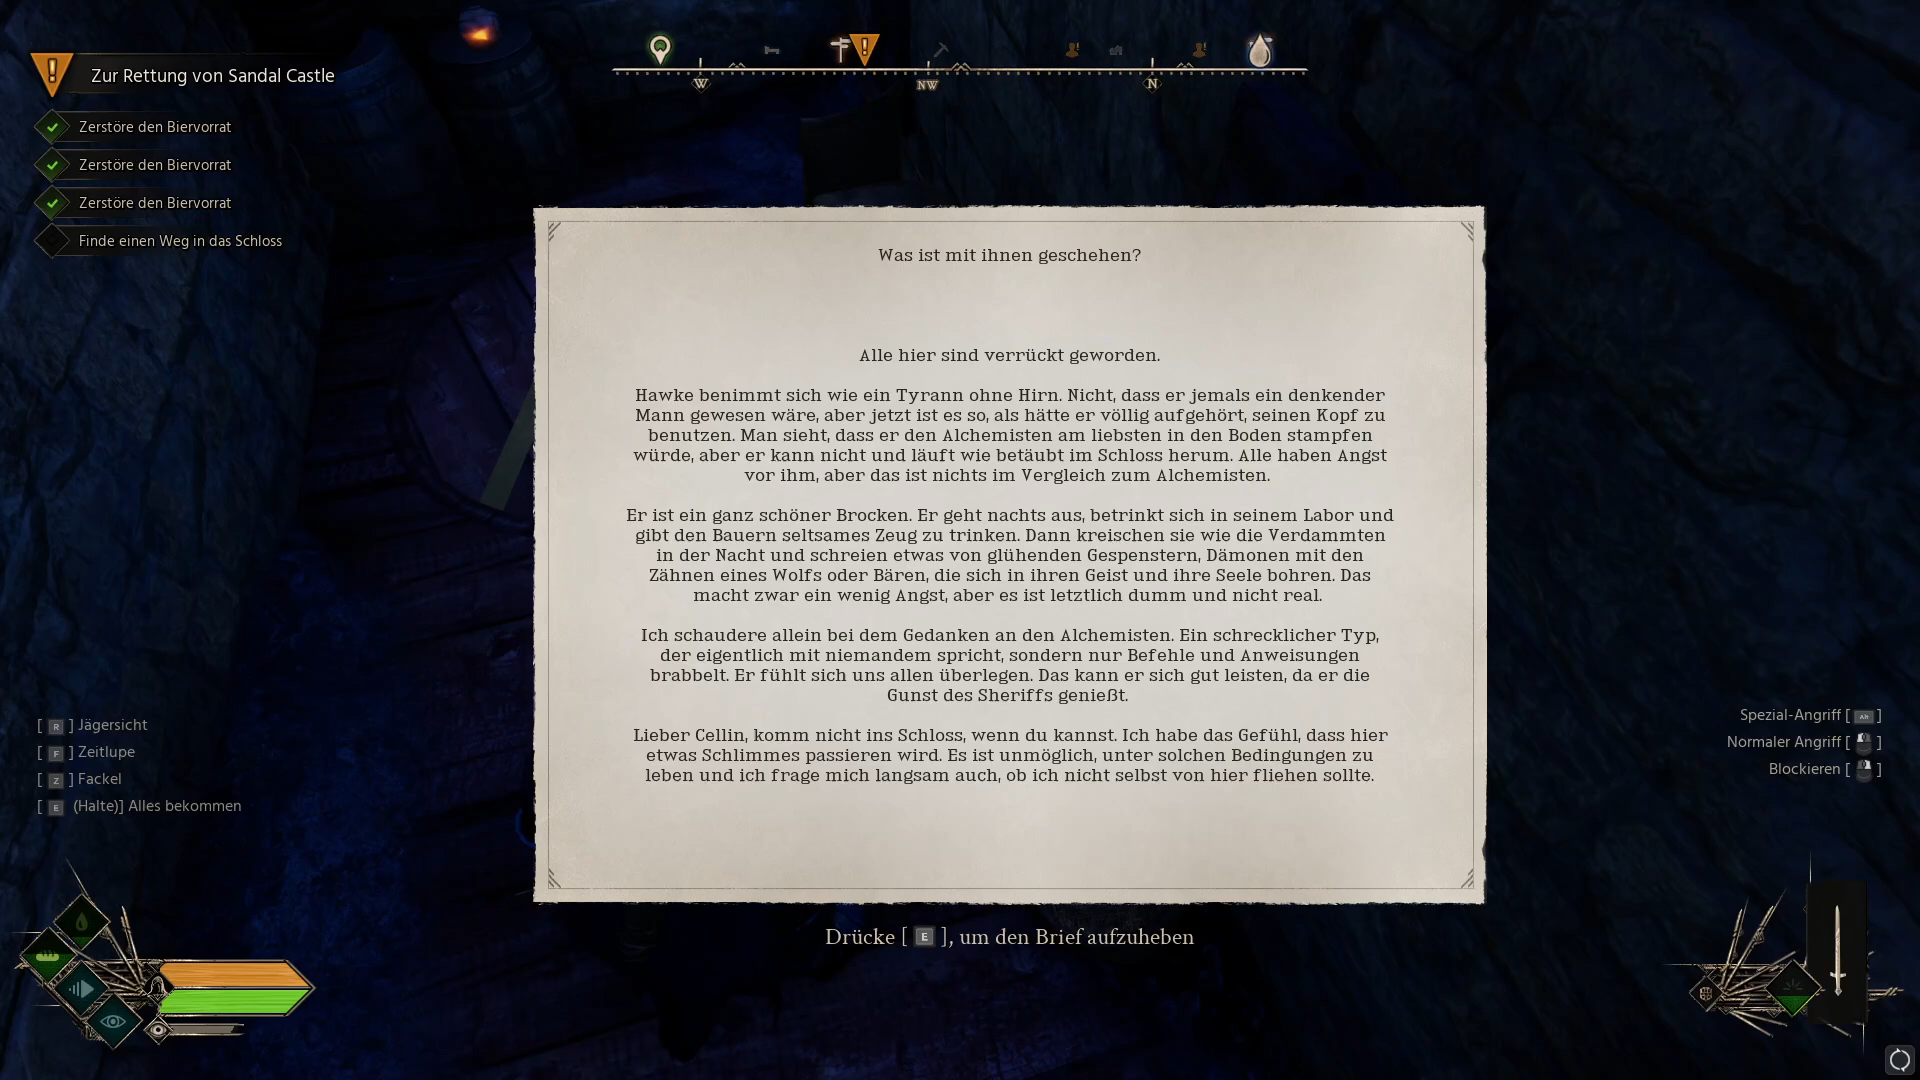 Zur Rettung von Sandal Castle
Zerstöre den Biervorrat
Zerstöre den Biervorrat
Zerstöre den Biervorrat
Finde einen Weg in das Schloss
W
NW
N
Was ist mit ihnen geschehen?
Alle hier sind verrückt geworden.
Hawke benimmt sich wie ein Tyrann ohne Hirn. Nicht, dass er jemals ein denkender
Mann gewesen wäre, aber jetzt ist es so, als hätte er völlig aufgehört, seinen Kopf zu
benutzen. Man sieht, dass er den Alchemisten am liebsten in den Boden stampfen
würde, aber er kann nicht und läuft wie betäubt im Schloss herum. Alle haben Angst
vor ihm, aber das ist nichts im Vergleich zum Alchemisten.
Er ist ein ganz schöner Brocken. Er geht nachts aus, betrinkt sich in seinem Labor und
gibt den Bauern seltsames Zeug zu trinken. Dann kreischen sie wie die Verdammten
in der Nacht und schreien etwas von glühenden Gespenstern, Dämonen mit den
Zähnen eines Wolfs oder Bären, die sich in ihren Geist und ihre Seele bohren. Das
macht zwar ein wenig Angst, aber es ist letztlich dumm und nicht real.
Ich schaudere allein bei dem Gedanken an den Alchemisten. Ein schrecklicher Typ,
der eigentlich mit niemandem spricht, sondern nur Befehle und Anweisungen
brabbelt. Er fühlt sich uns allen überlegen. Das kann er sich gut leisten, da er die
Gunst des Sheriffs genießt.
Lieber Cellin, komm nicht ins Schloss, wenn du kannst. Ich habe das Gefühl, dass hier
etwas Schlimmes passieren wird. Es ist unmöglich, unter solchen Bedingungen zu
leben und ich frage mich langsam auch, ob ich nicht selbst von hier fliehen sollte.
Drücke [ E ], um den Brief aufzuheben
[ R ] Jägersicht
[ F ] Zeitlupe
[ Z ] Fackel
[ E (Halte)] Alles bekommen
Spezial-Angriff [ Alt ]
Normaler Angriff [ ]
Blockieren [ ]